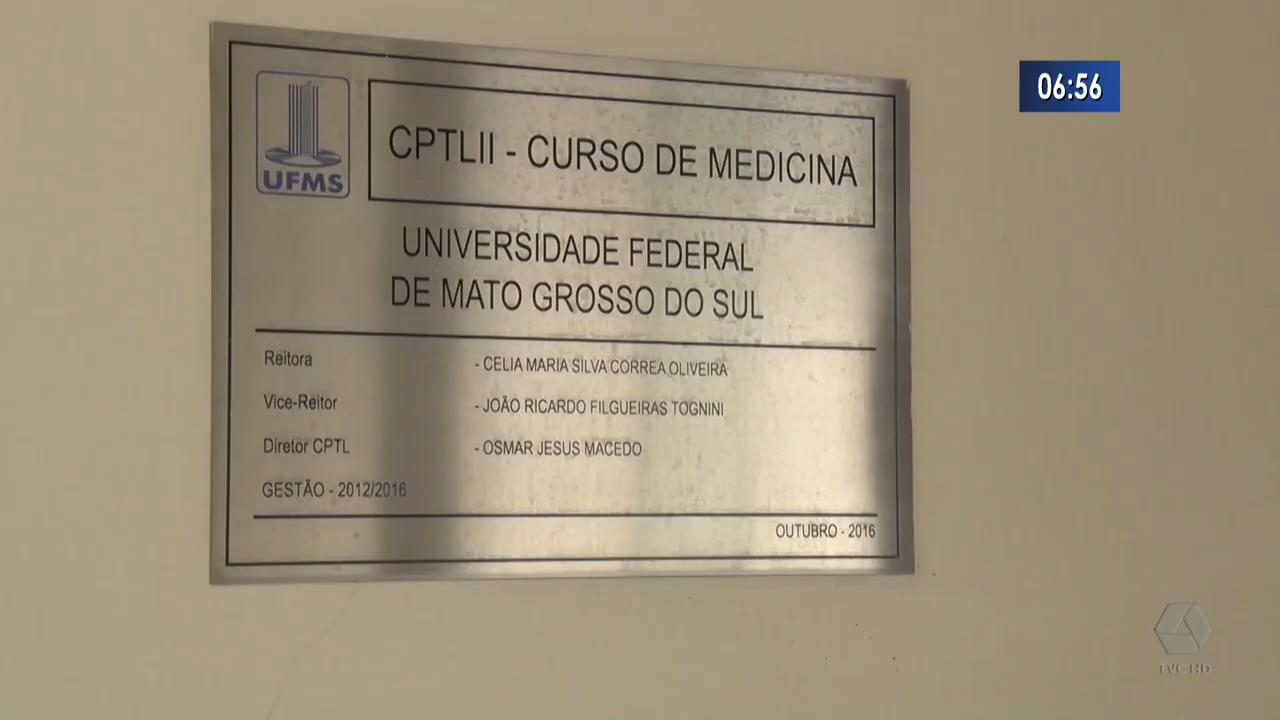 06:56
UFMS
CPTLII - CURSO DE MEDICINA
UNIVERSIDADE FEDERAL
DE MATO GROSSO DO SUL
Reitora - CELIA MARIA SILVA CORREA OLIVEIRA
Vice-Reitor - JOÃO RICARDO FILGUEIRAS TOGNINI
Diretor CPTL - OSMAR JESUS MACEDO
GESTÃO - 2012/2016
OUTUBRO - 2016
TVC HD